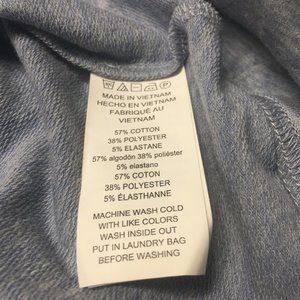 MADE IN VIETNAM
HECHO EN VIETNAM
FABRIQUÉ AU
VIETNAM
57% COTTON
38% POLYESTER
5% ELASTANE
57% algodón 38% poliéster
5% elastano
57% COTON
38% POLYESTER
5% ÉLASTHANNE
MACHINE WASH COLD
WITH LIKE COLORS
WASH INSIDE OUT
PUT IN LAUNDRY BAG
BEFORE WASHING